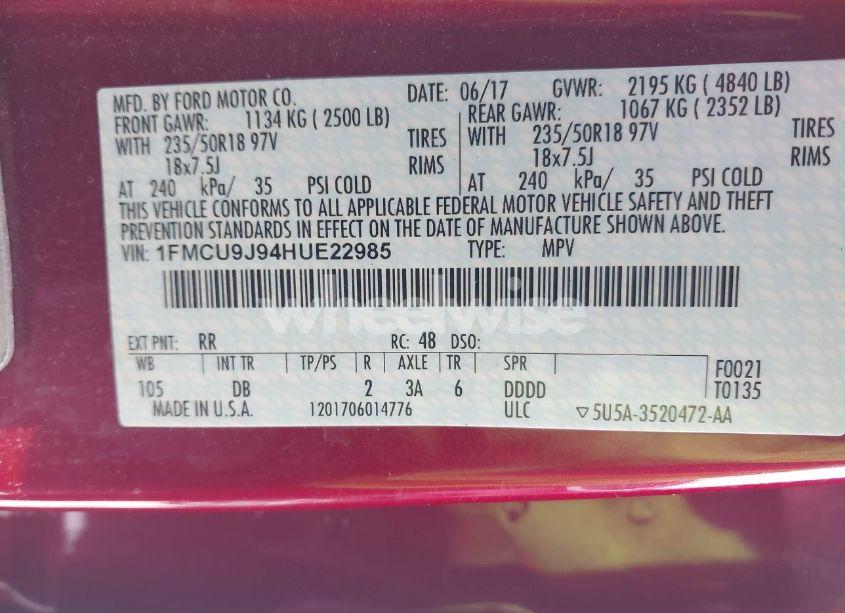 MFD. BY FORD MOTOR CO. DATE: 06/17 GVWR: 2195 KG ( 4840 LB)
FRONT GAWR: 1134 KG ( 2500 LB) REAR GAWR: 1067 KG ( 2352 LB)
WITH 235/50R18 97V TIRES WITH 235/50R18 97V TIRES
18x7.5J RIMS 18x7.5J RIMS
AT 240 kPa/ 35 PSI COLD AT 240 kPa/ 35 PSI COLD
THIS VEHICLE CONFORMS TO ALL APPLICABLE FEDERAL MOTOR VEHICLE SAFETY AND THEFT
PREVENTION STANDARDS IN EFFECT ON THE DATE OF MANUFACTURE SHOWN ABOVE.
VIN: 1FMCU9J94HUE22985 TYPE: MPV
wheelwise
EXT PNT: RR RC: 48 DSO:
WB INT TR TP/PS R AXLE TR SPR F0021
105 DB 2 3A 6 DDDD T0135
MADE IN U.S.A. 1201706014776 ULC ▽5U5A-3520472-AA